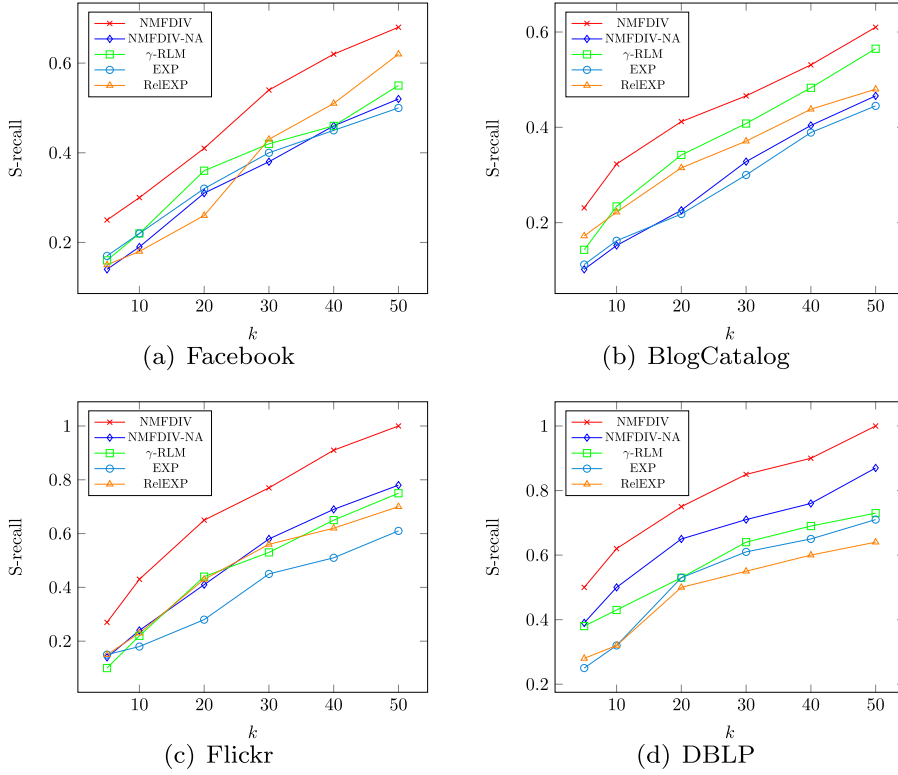 NMFDIV
NMFDIV-NA
γ-RLM
EXP
RelEXP
S-recall
0.6
0.4
0.2
10 20 30 40 50
k
(a) Facebook
NMFDIV
NMFDIV-NA
γ-RLM
EXP
RelEXP
S-recall
0.6
0.4
0.2
10 20 30 40 50
k
(b) BlogCatalog
NMFDIV
NMFDIV-NA
γ-RLM
EXP
RelEXP
S-recall
1
0.8
0.6
0.4
0.2
10 20 30 40 50
k
(c) Flickr
NMFDIV
NMFDIV-NA
γ-RLM
EXP
RelEXP
S-recall
1
0.8
0.6
0.4
0.2
10 20 30 40 50
k
(d) DBLP